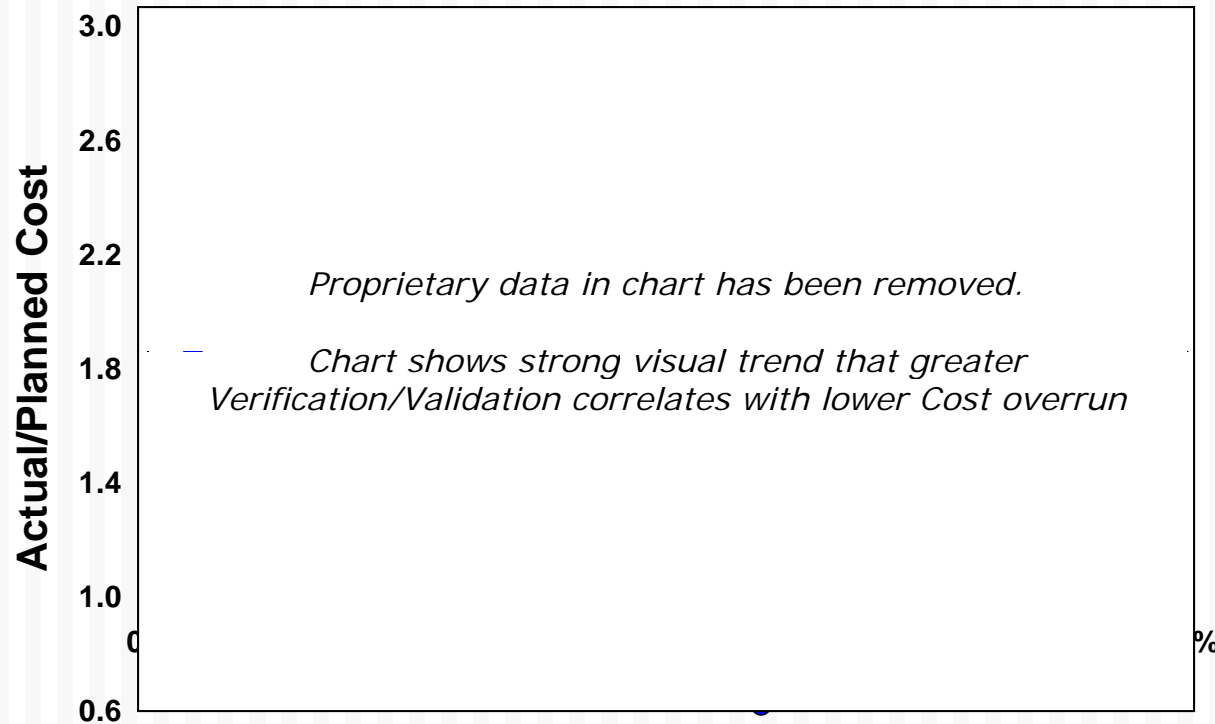 3.0
2.6
2.2
1.8
1.4
1.0
0.6
Actual/Planned Cost
Proprietary data in chart has been removed.
Chart shows strong visual trend that greater
Verification/Validation correlates with lower Cost overrun
0
%